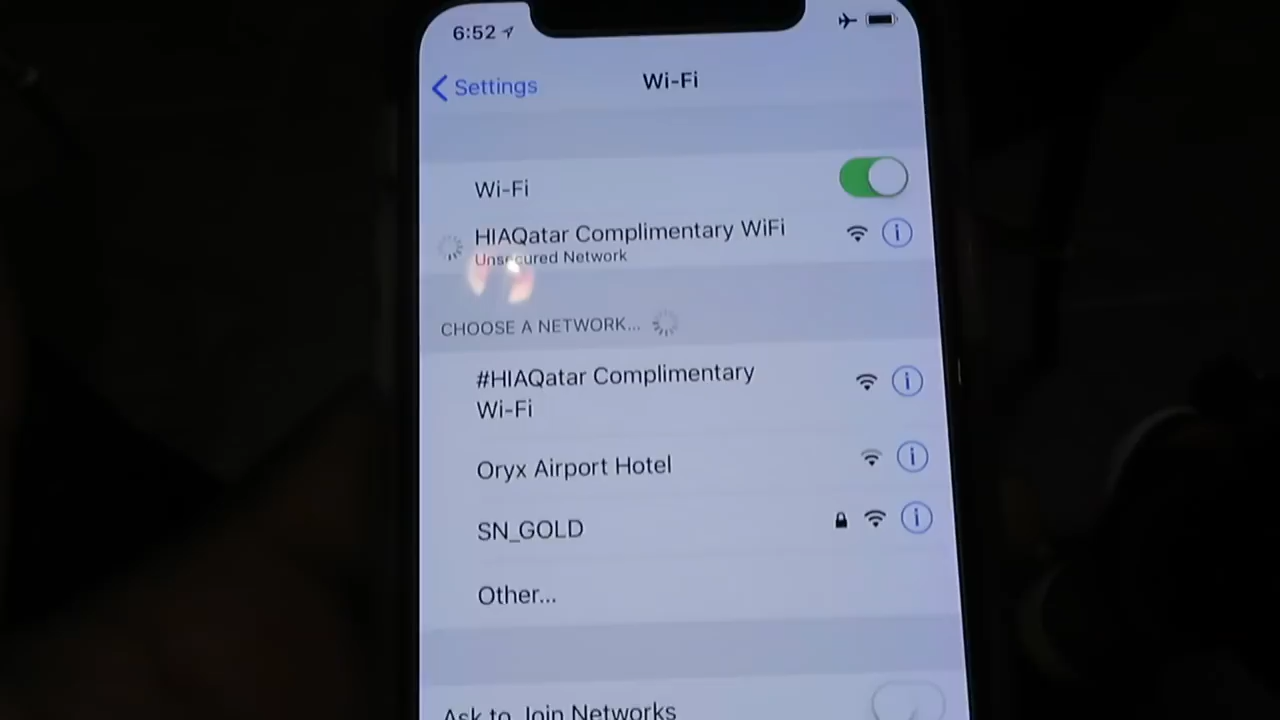 6:52
Settings
Wi-Fi
Wi-Fi
HIAQatar Complimentary WiFi
Unsecured Network
CHOOSE A NETWORK...
#HIAQatar Complimentary
Wi-Fi
Oryx Airport Hotel
SN_GOLD
Other...
Ask to Join Networks